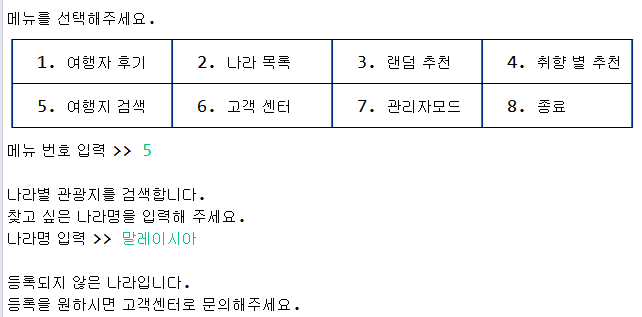 메뉴를 선택해주세요.
1. 여행자 후기 2. 나라 목록 3. 랜덤 추천 4. 취향 별 추천
5. 여행지 검색 6. 고객 센터 7. 관리자모드 8. 종료
메뉴 번호 입력 >> 5
나라별 관광지를 검색합니다.
찾고 싶은 나라명을 입력해 주세요.
나라명 입력 >> 말레이시아
등록되지 않은 나라입니다.
등록을 원하시면 고객센터로 문의해주세요.